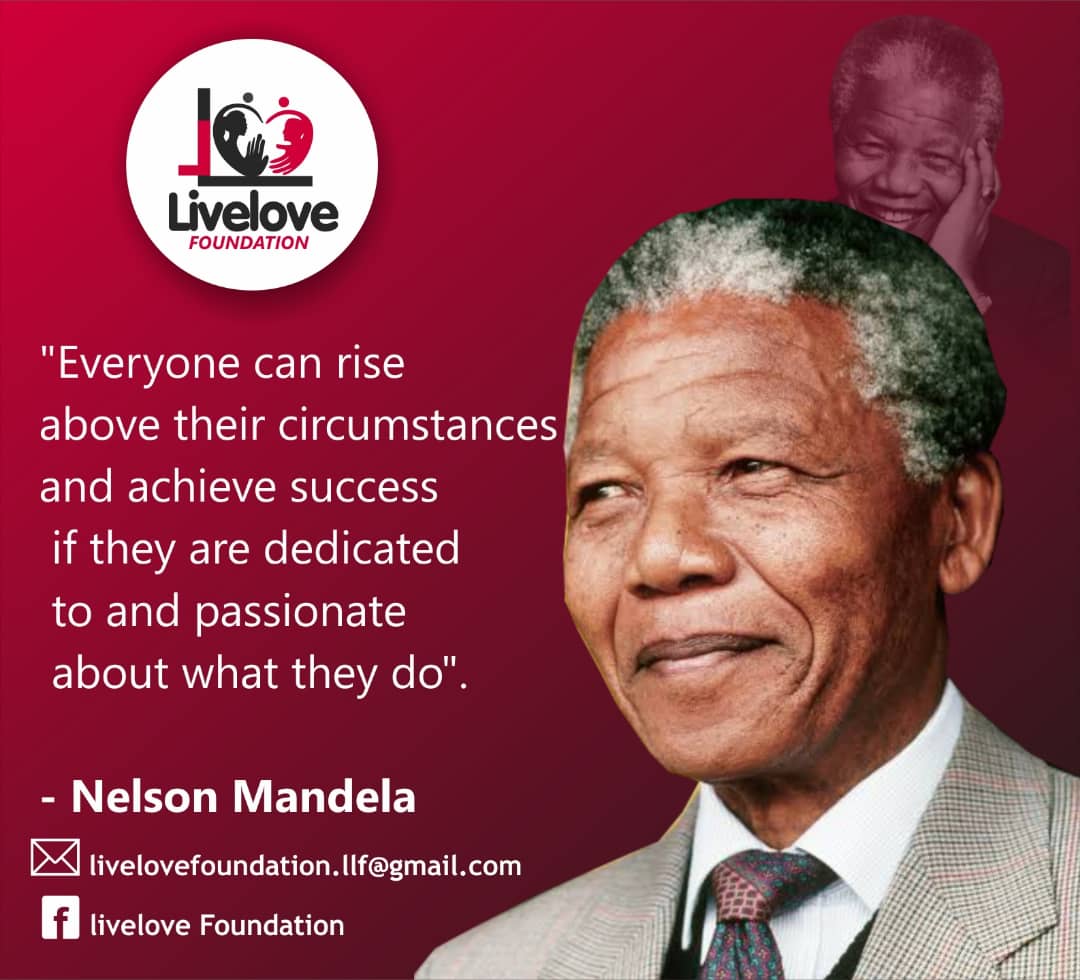 Livelove
FOUNDATION
"Everyone can rise
above their circumstances
and achieve success
if they are dedicated
to and passionate
about what they do".
- Nelson Mandela
livelovefoundation.llf@gmail.com
f livelove Foundation